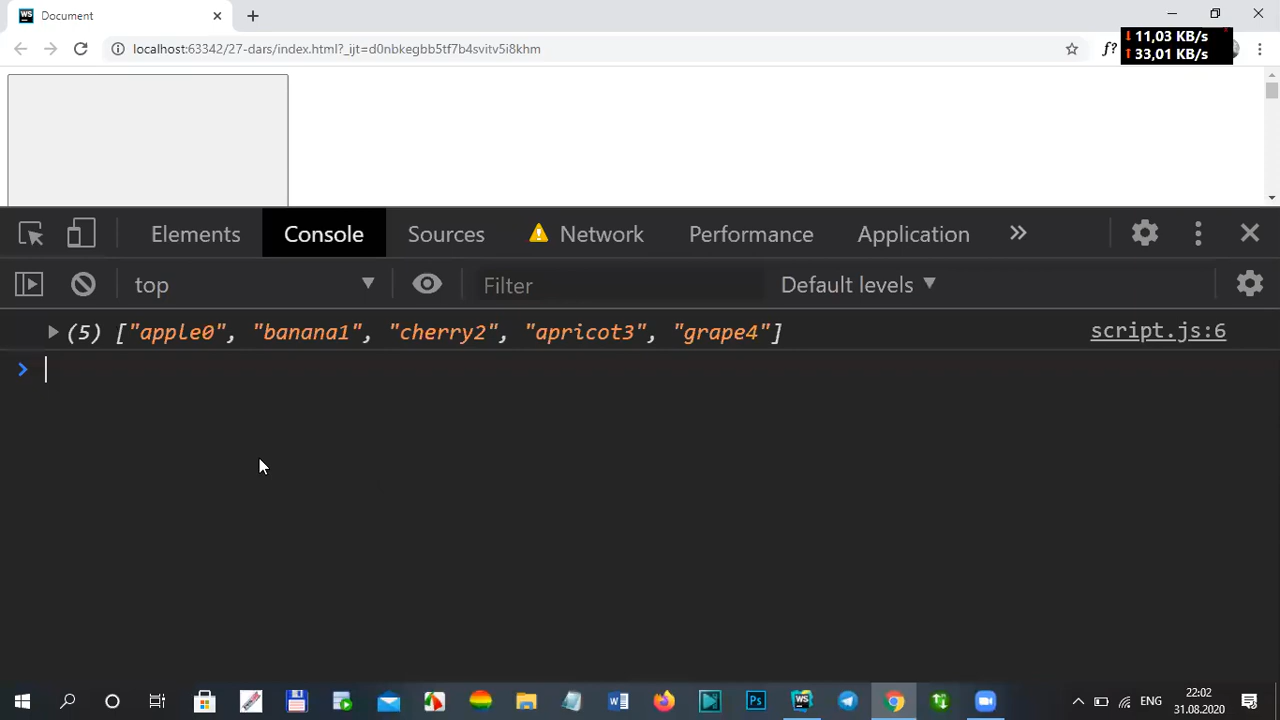 Document
localhost:63342/27-dars/index.html?_ijt=d0nbkegbb5tf7b4svitv5i8khm
f?
11,03 KB/s
33,01 KB/s
Elements
Console
Sources
Network
Performance
Application
top
Filter
Default levels
(5) ["apple0", "banana1", "cherry2", "apricot3", "grape4"]
script.js:6
ENG
22:02
31.08.2020